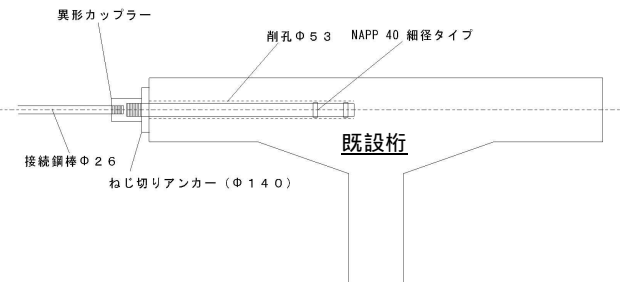 異形カップラー
削孔Φ５３
NAPP 40 細径タイプ
既設桁
接続鋼棒Φ２６
ねじ切りアンカー（Φ１４０）